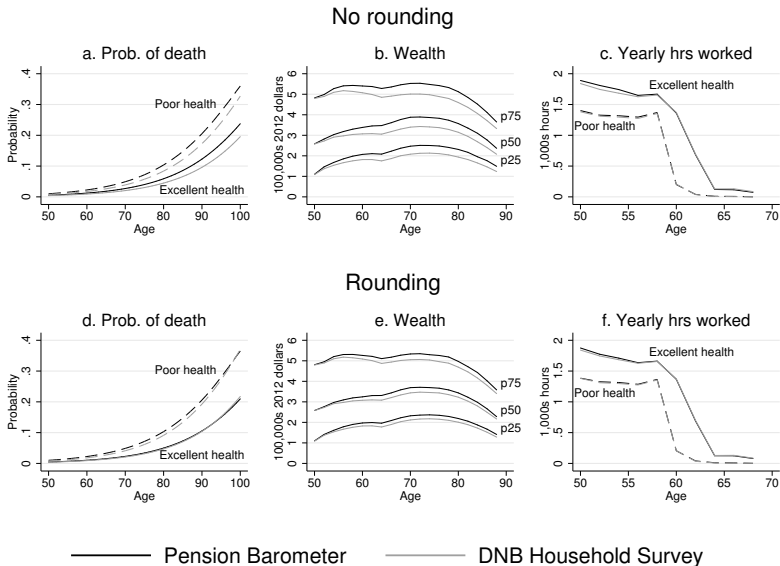 No rounding
a. Prob. of death
b. Wealth
c. Yearly hrs worked
Probability
0 .1 .2 .3 .4
Poor health
Excellent health
50 60 70 80 90 100
Age
100,000s 2012 dollars
0 1 2 3 4 5 6
p75
p50
p25
50 60 70 80 90
Age
1,000s hours
0 .5 1 1.5 2
Excellent health
Poor health
50 55 60 65 70
Age
Rounding
d. Prob. of death
e. Wealth
f. Yearly hrs worked
Probability
0 .1 .2 .3 .4
Poor health
Excellent health
50 60 70 80 90 100
Age
100,000s 2012 dollars
0 1 2 3 4 5 6
p75
p50
p25
50 60 70 80 90
Age
1,000s hours
0 .5 1 1.5 2
Excellent health
Poor health
50 55 60 65 70
Age
Pension Barometer
DNB Household Survey